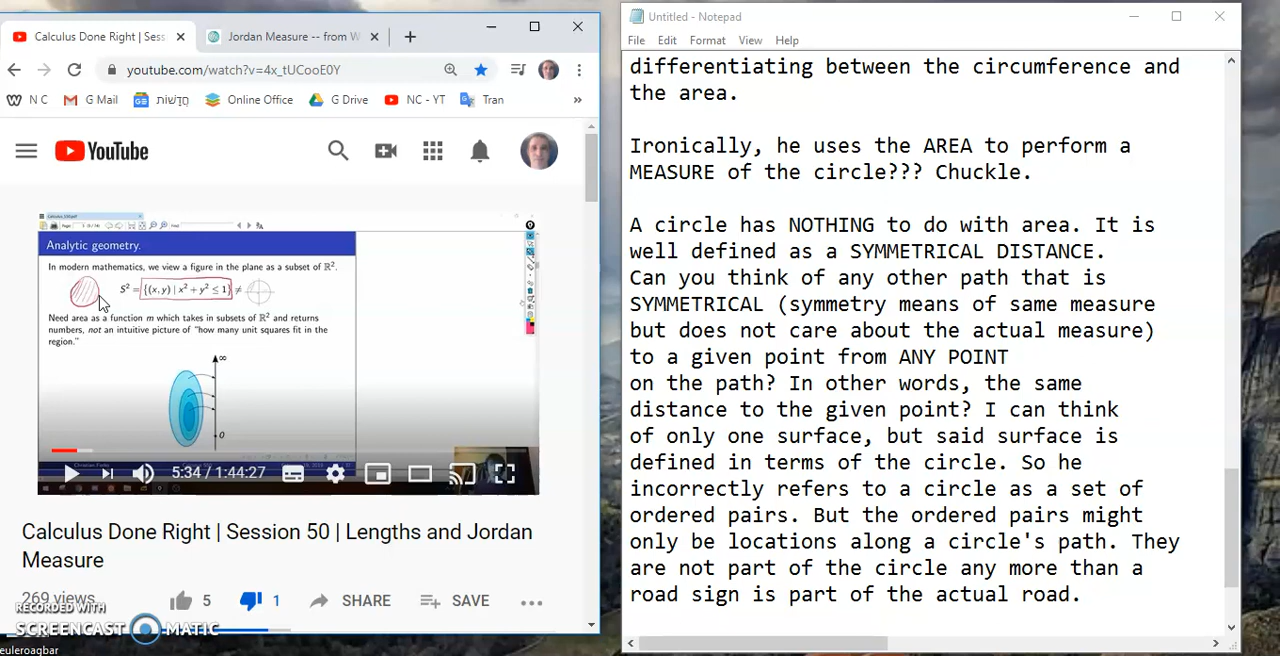 Calculus Done Right | Sess
Jordan Measure -- from W
youtube.com/watch?v=4x_tUCooE0Y
N C
G Mail
חֲדָשׁוֹת
Online Office
G Drive
NC - YT
Tran
»
YouTube
Analytic geometry.
In modern mathematics, we view a figure in the plane as a subset of ℝ².
S² = {(x, y) | x² + y² ≤ 1} ≠
Need area as a function m which takes in subsets of ℝ² and returns
numbers, not an intuitive picture of "how many unit squares fit in the
region."
∞
0
5:34 / 1:44:27
Calculus Done Right | Session 50 | Lengths and Jordan
Measure
269 views
5
1
SHARE
SAVE
RECORDED WITH
SCREENCAST MATIC
euleroagbar
Untitled - Notepad
File Edit Format View Help
differentiating between the circumference and
the area.
Ironically, he uses the AREA to perform a
MEASURE of the circle??? Chuckle.
A circle has NOTHING to do with area. It is
well defined as a SYMMETRICAL DISTANCE.
Can you think of any other path that is
SYMMETRICAL (symmetry means of same measure
but does not care about the actual measure)
to a given point from ANY POINT
on the path? In other words, the same
distance to the given point? I can think
of only one surface, but said surface is
defined in terms of the circle. So he
incorrectly refers to a circle as a set of
ordered pairs. But the ordered pairs might
only be locations along a circle's path. They
are not part of the circle any more than a
road sign is part of the actual road.